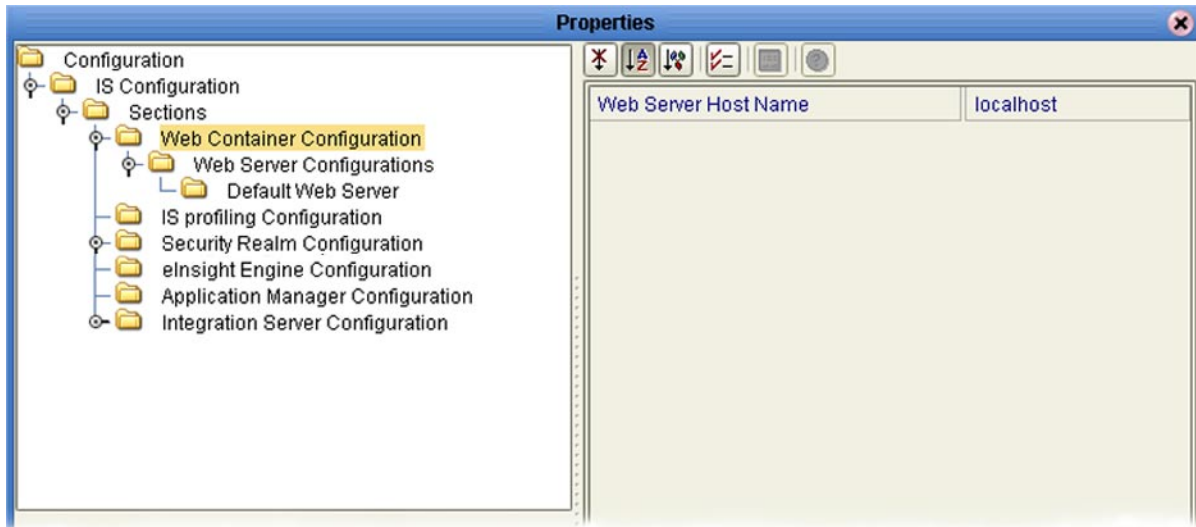 Properties
Configuration
IS Configuration
Sections
Web Container Configuration
Web Server Configurations
Default Web Server
IS profiling Configuration
Security Realm Configuration
eInsight Engine Configuration
Application Manager Configuration
Integration Server Configuration
Web Server Host Name localhost